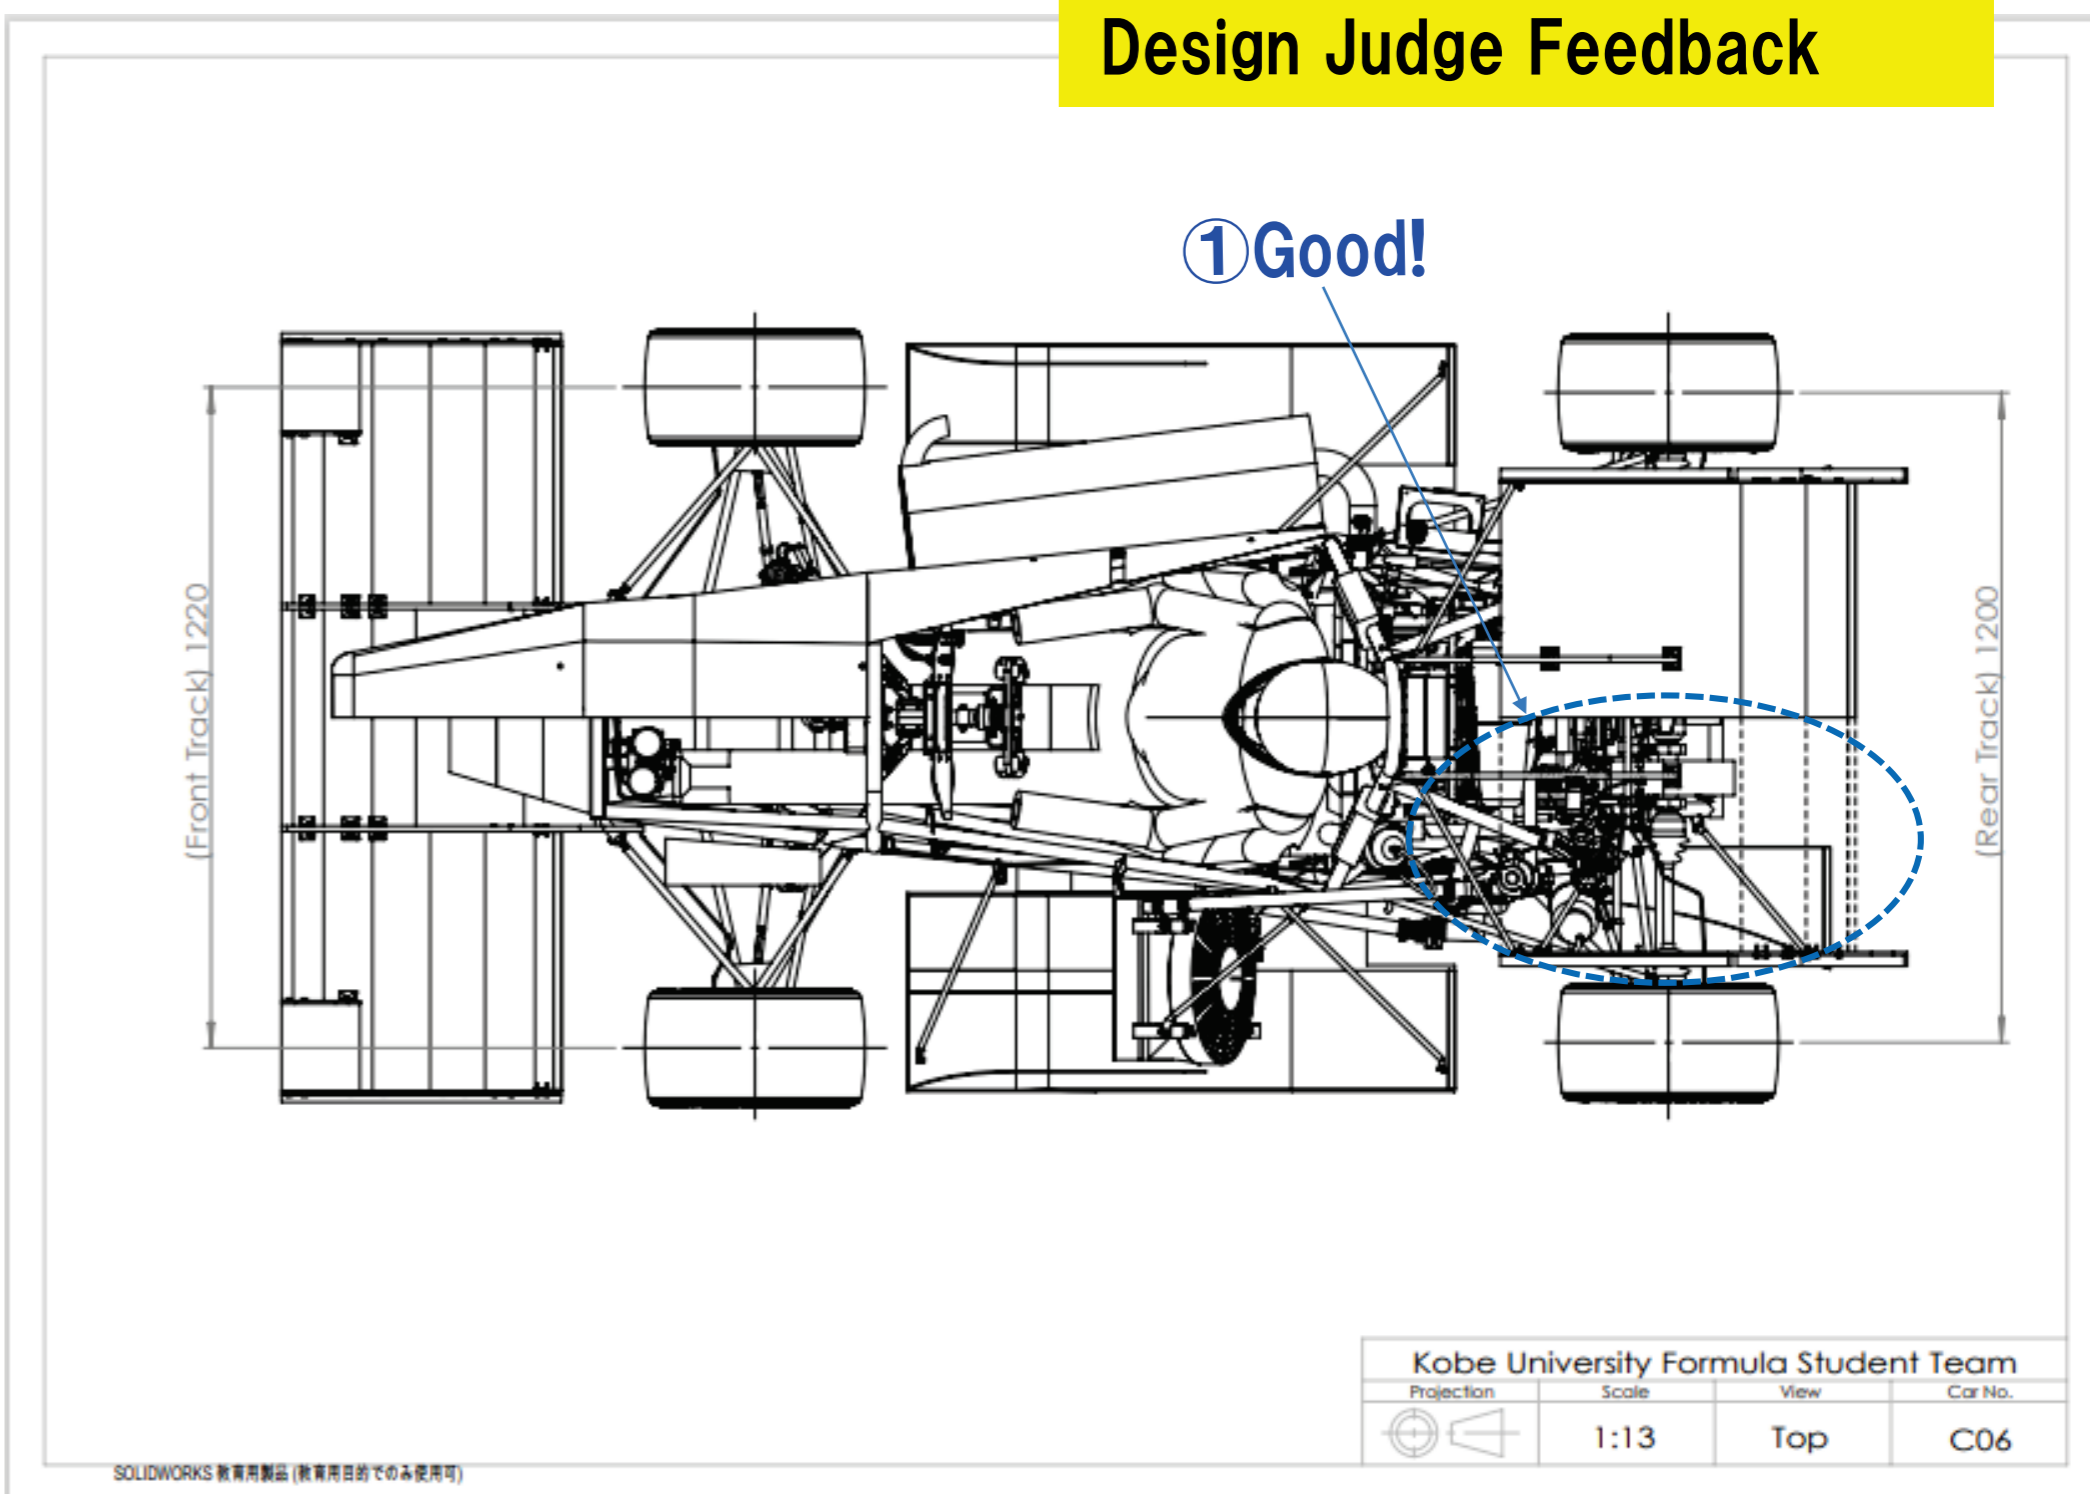 Design Judge Feedback
①Good!
(Front Track) 1220
(Rear Track) 1200
Kobe University Formula Student Team
Projection Scale View Car No.
1:13 Top C06
SOLIDWORKS 教育用製品 (教育用目的でのみ使用可)